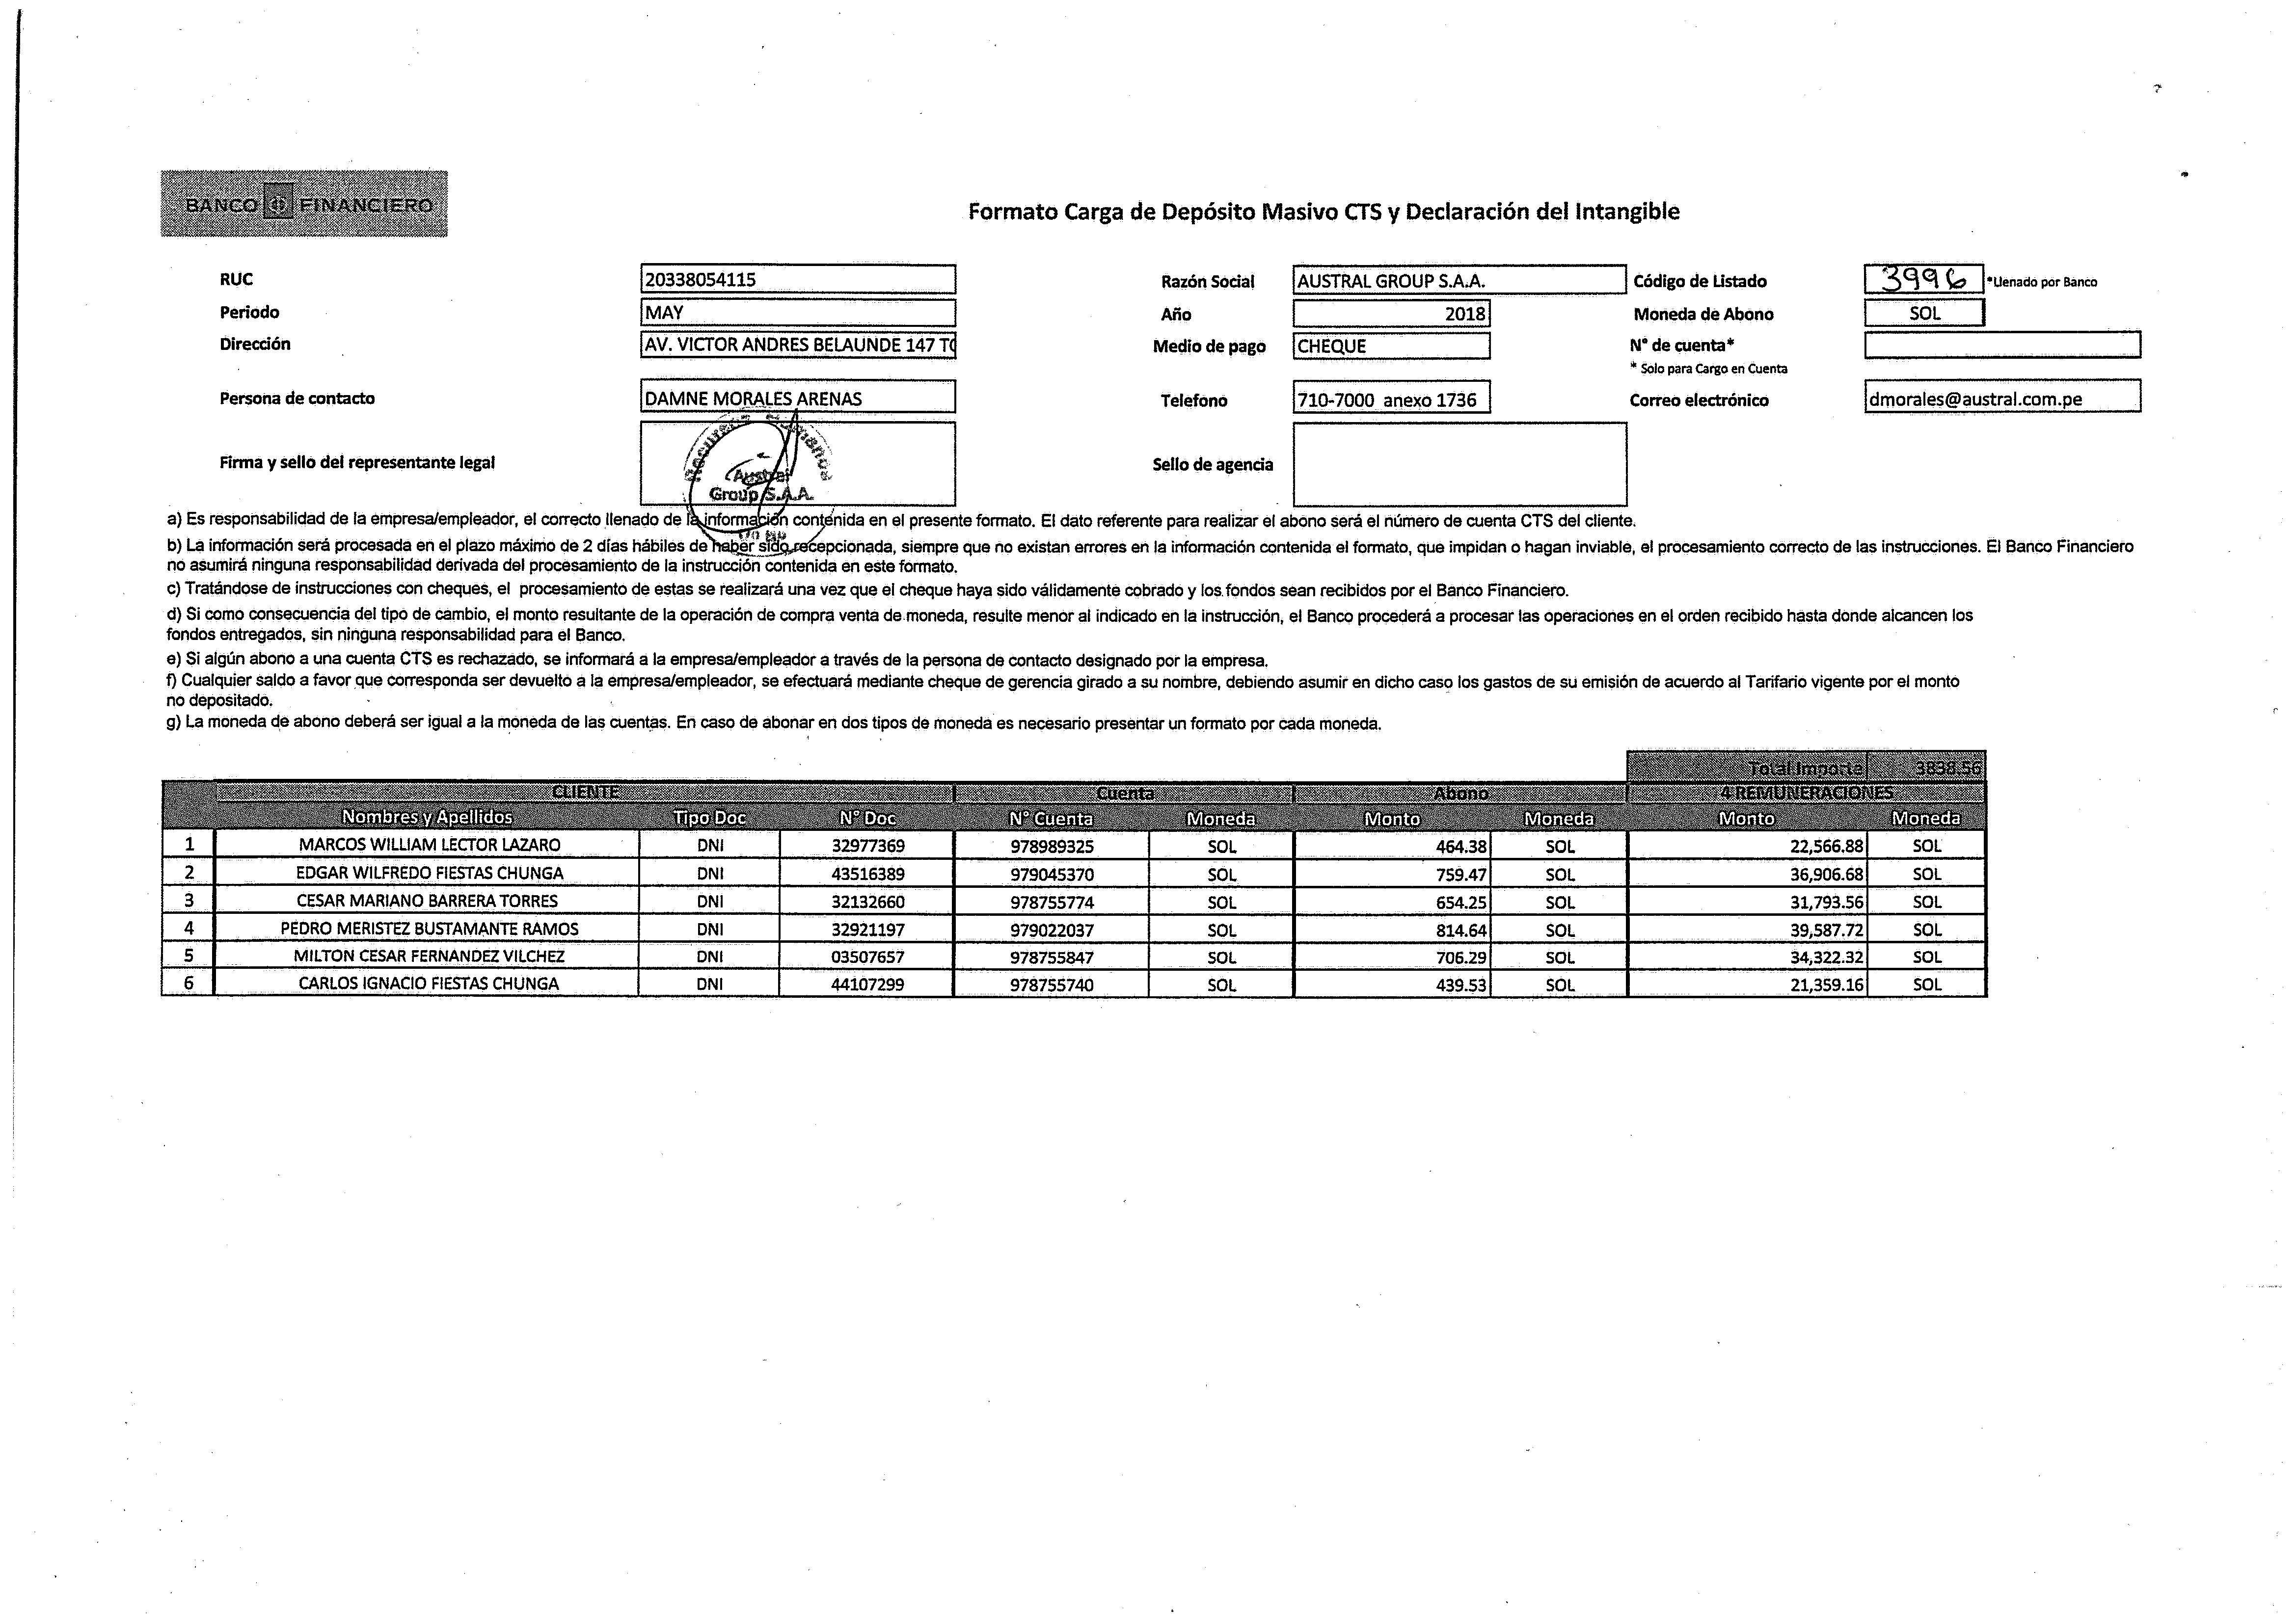 BANCO FINANCIERO
Formato Carga de Depósito Masivo CTS y Declaración del Intangible
RUC 20338054115 Razón Social AUSTRAL GROUP S.A.A. Código de Listado 3996 *Llenado por Banco
Periodo MAY Año 2018 Moneda de Abono SOL
Dirección AV. VICTOR ANDRES BELAUNDE 147 TO Medio de pago CHEQUE N° de cuenta*
* Solo para Cargo en Cuenta
Persona de contacto DAMNE MORALES ARENAS Telefono 710-7000 anexo 1736 Correo electrónico dmorales@austral.com.pe
Firma y sello del representante legal Recursos Humanos Austral Group S.A.A. Sello de agencia
a) Es responsabilidad de la empresa/empleador, el correcto llenado de la información contenida en el presente formato. El dato referente para realizar el abono será el número de cuenta CTS del cliente.
b) La información será procesada en el plazo máximo de 2 días hábiles de haber sido recepcionada, siempre que no existan errores en la información contenida el formato, que impidan o hagan inviable, el procesamiento correcto de las instrucciones. El Banco Financiero
no asumirá ninguna responsabilidad derivada del procesamiento de la instrucción contenida en este formato.
c) Tratándose de instrucciones con cheques, el procesamiento de estas se realizará una vez que el cheque haya sido válidamente cobrado y los fondos sean recibidos por el Banco Financiero.
d) Si como consecuencia del tipo de cambio, el monto resultante de la operación de compra venta de moneda, resulte menor al indicado en la instrucción, el Banco procederá a procesar las operaciones en el orden recibido hasta donde alcancen los
fondos entregados, sin ninguna responsabilidad para el Banco.
e) Si algún abono a una cuenta CTS es rechazado, se informará a la empresa/empleador a través de la persona de contacto designado por la empresa.
f) Cualquier saldo a favor que corresponda ser devuelto a la empresa/empleador, se efectuará mediante cheque de gerencia girado a su nombre, debiendo asumir en dicho caso los gastos de su emisión de acuerdo al Tarifario vigente por el monto
no depositado.
g) La moneda de abono deberá ser igual a la moneda de las cuentas. En caso de abonar en dos tipos de moneda es necesario presentar un formato por cada moneda.
Total Importe 3838.56
CLIENTE Cuenta Abono 4 REMUNERACIONES
Nombres y Apellidos Tipo Doc N° Doc N° Cuenta Moneda Monto Moneda Monto Moneda
1 MARCOS WILLIAM LECTOR LAZARO DNI 32977369 978989325 SOL 464.38 SOL 22,566.88 SOL
2 EDGAR WILFREDO FIESTAS CHUNGA DNI 43516389 979045370 SOL 759.47 SOL 36,906.68 SOL
3 CESAR MARIANO BARRERA TORRES DNI 32132660 978755774 SOL 654.25 SOL 31,793.56 SOL
4 PEDRO MERISTEZ BUSTAMANTE RAMOS DNI 32921197 979022037 SOL 814.64 SOL 39,587.72 SOL
5 MILTON CESAR FERNANDEZ VILCHEZ DNI 03507657 978755847 SOL 706.29 SOL 34,322.32 SOL
6 CARLOS IGNACIO FIESTAS CHUNGA DNI 44107299 978755740 SOL 439.53 SOL 21,359.16 SOL